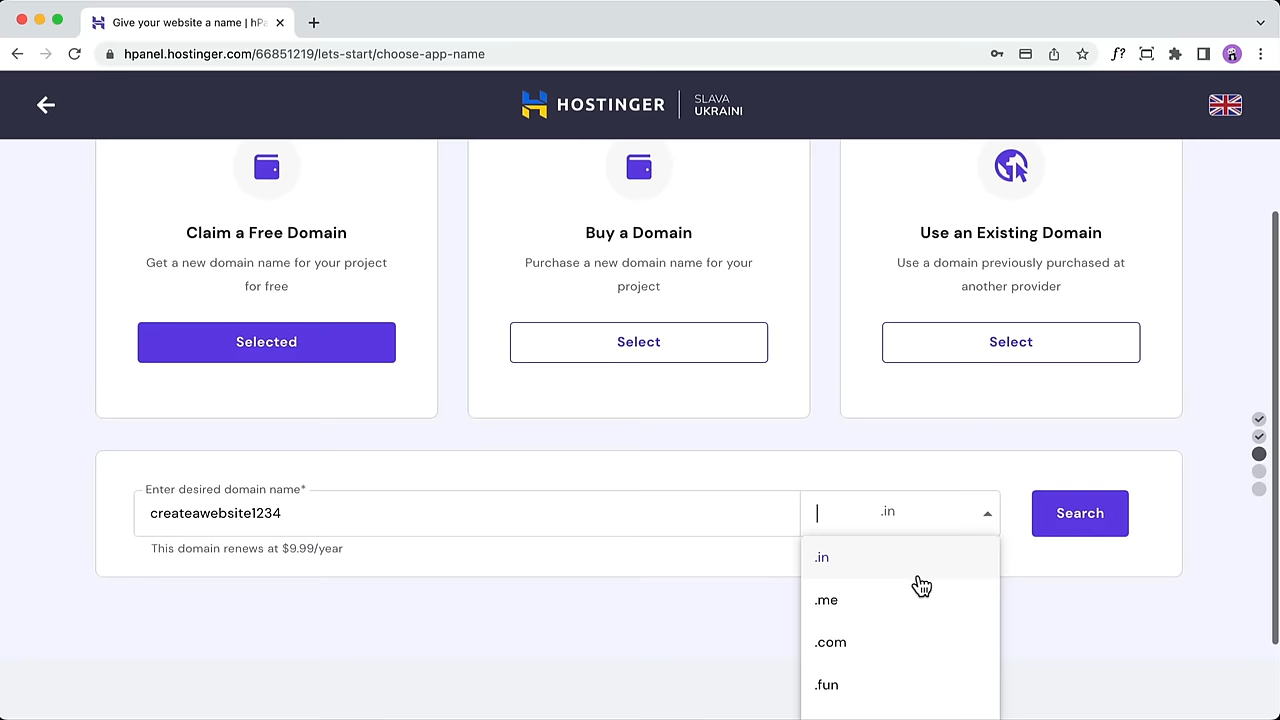 Give your website a name | hPa
hpanel.hostinger.com/66851219/lets-start/choose-app-name
f?
HOSTINGER
SLAVA
UKRAINI
Claim a Free Domain
Get a new domain name for your project
for free
Selected
Buy a Domain
Purchase a new domain name for your
project
Select
Use an Existing Domain
Use a domain previously purchased at
another provider
Select
Enter desired domain name*
createawebsite1234
.in
Search
This domain renews at $9.99/year
.in
.me
.com
.fun